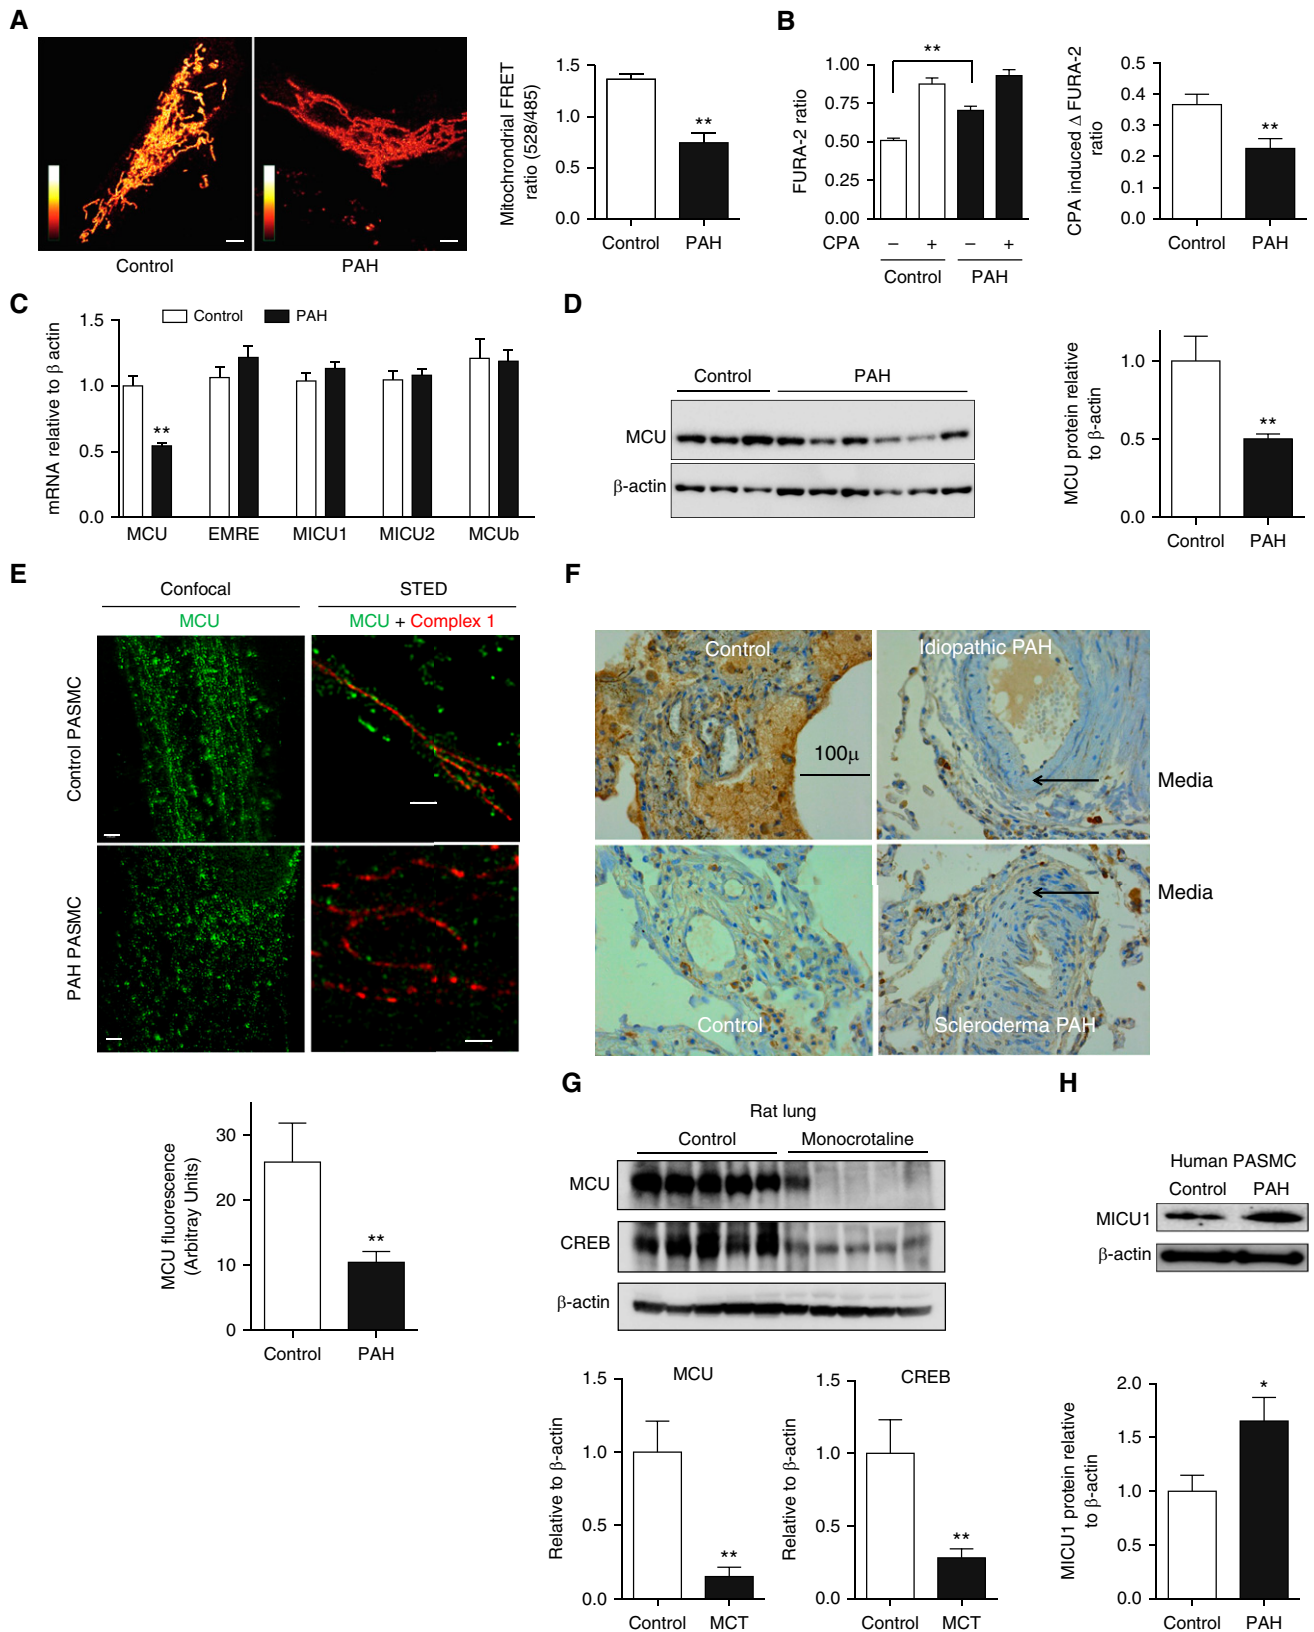 A
Control
PAH
Mitochrondrial FRET
ratio (528/485)
1.5
1.0
0.5
0.0
**
Control
PAH
B
FURA-2 ratio
1.00
0.75
0.50
0.25
0.00
**
CPA
− + − +
Control
PAH
CPA induced Δ FURA-2
ratio
0.5
0.4
0.3
0.2
0.1
0.0
**
Control
PAH
C
mRNA relative to β actin
1.5
1.0
0.5
0.0
Control
PAH
**
MCU
EMRE
MICU1
MICU2
MCUb
D
Control
PAH
MCU
β-actin
MCU protein relative
to β-actin
1.0
0.5
0.0
**
Control
PAH
E
Confocal
STED
MCU
MCU + Complex 1
Control PASMC
PAH PASMC
MCU fluorescence
(Arbitray Units)
30
20
10
0
**
Control
PAH
F
Control
Idiopathic PAH
100μ
Media
Control
Scleroderma PAH
Media
G
Rat lung
Control
Monocrotaline
MCU
CREB
β-actin
MCU
Relative to β-actin
1.5
1.0
0.5
0.0
**
Control
MCT
CREB
Relative to β-actin
1.5
1.0
0.5
0.0
**
Control
MCT
H
Human PASMC
Control
PAH
MICU1
β-actin
MICU1 protein relative
to β-actin
2.0
1.5
1.0
0.5
0.0
*
Control
PAH